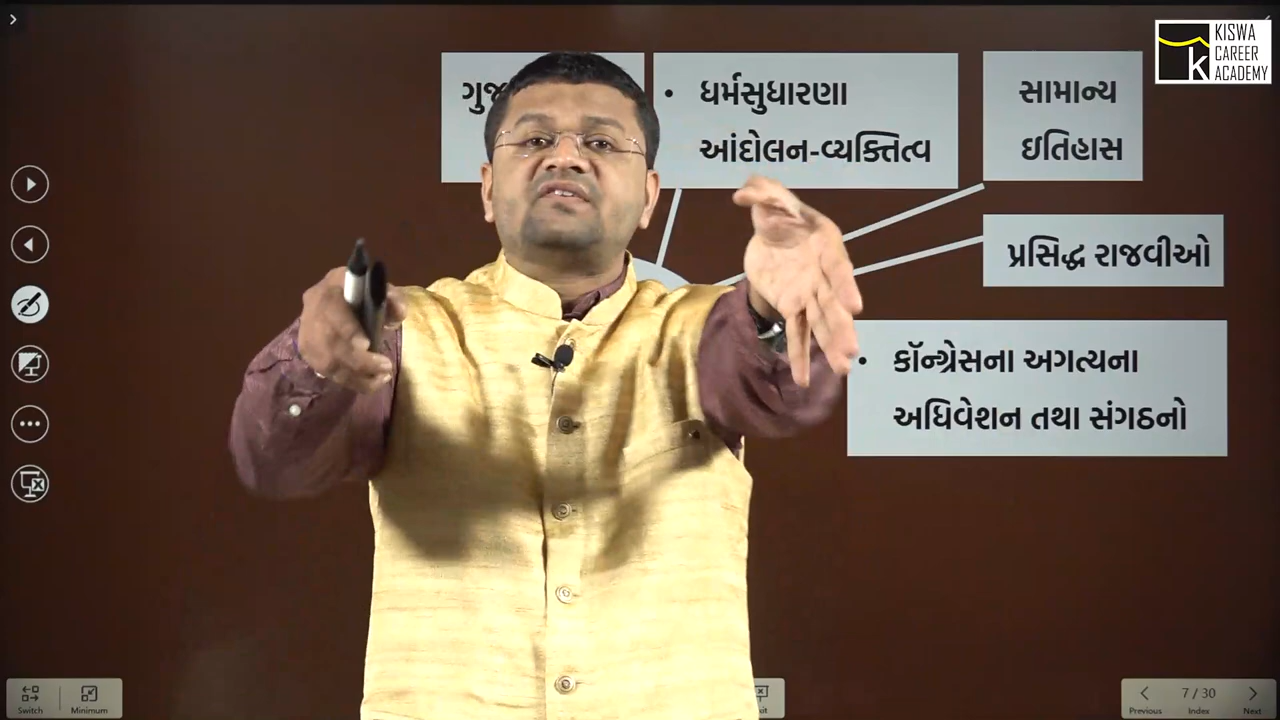 KISWA
CAREER
ACADEMY
• ધર્મસુધારણા
આંદોલન-વ્યક્તિત્વ
સામાન્ય
ઇતિહાસ
પ્રસિદ્ધ રાજવીઓ
• કૉન્ગ્રેસના અગત્યના
અધિવેશન તથા સંગઠનો
Switch
Minimum
Previous
7 / 30
Index
Next